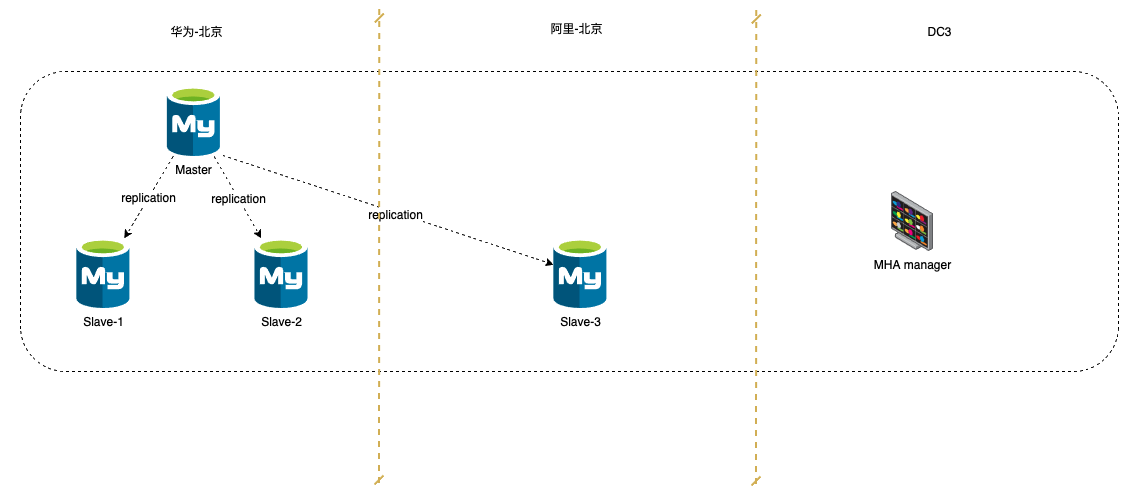 华为-北京
阿里-北京
DC3
My
Master
replication
replication
replication
My
My
My
MHA manager
Slave-1
Slave-2
Slave-3